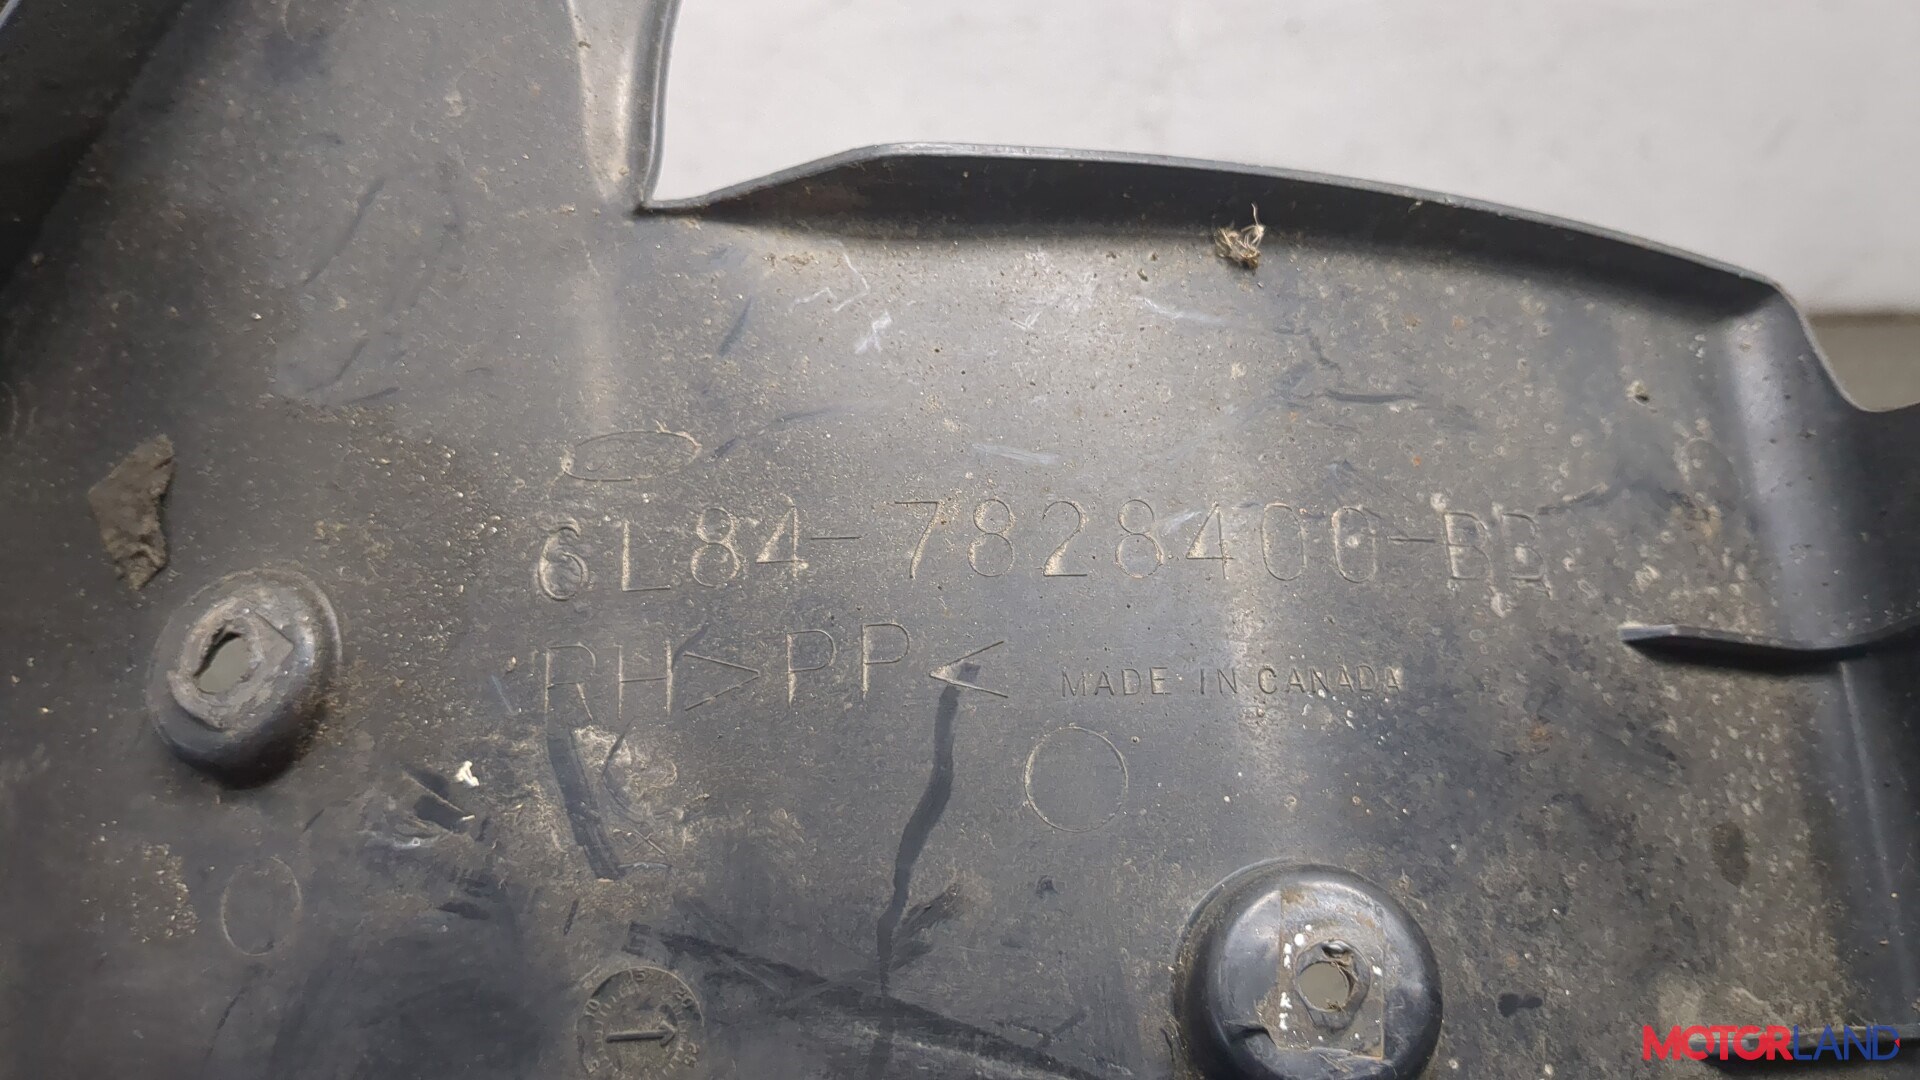 6L84-7828400-BB
RH>PP< MADE IN CANADA
MOTORLAND